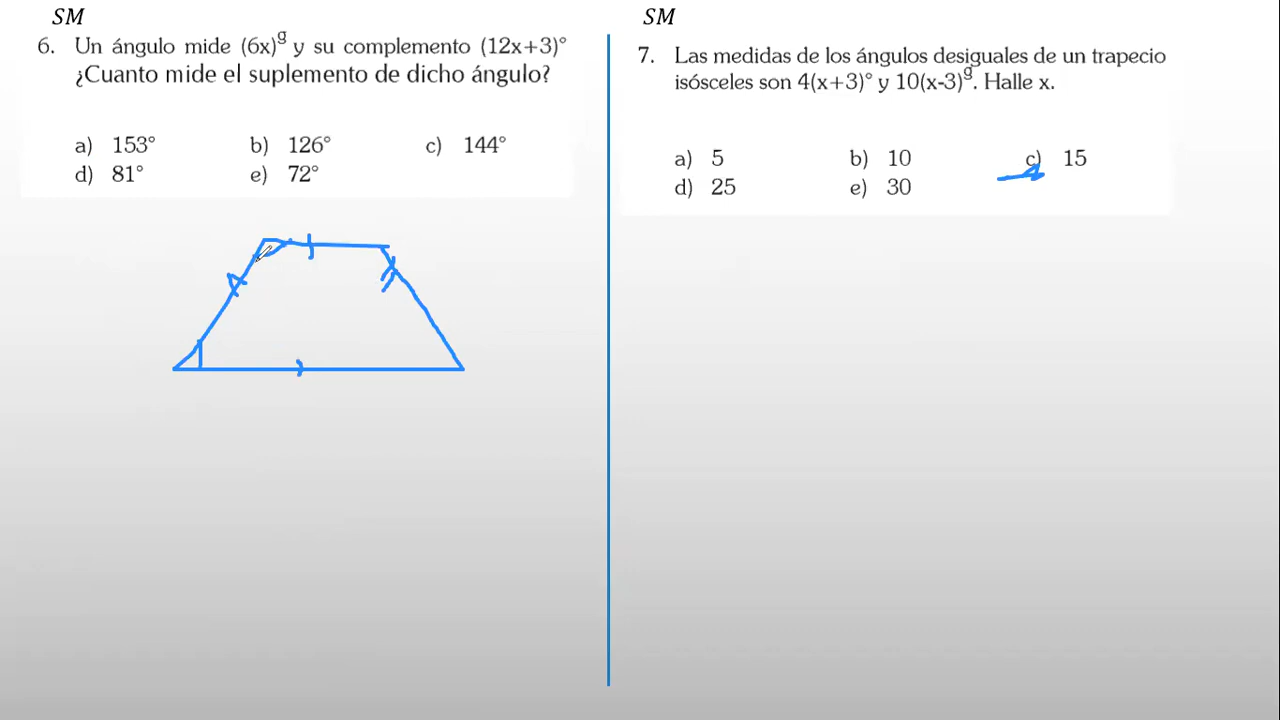 SM
6. Un ángulo mide (6x)ᵍ y su complemento (12x+3)°
¿Cuanto mide el suplemento de dicho ángulo?
a) 153° b) 126° c) 144°
d) 81° e) 72°
SM
7. Las medidas de los ángulos desiguales de un trapecio
isósceles son 4(x+3)° y 10(x-3)ᵍ. Halle x.
a) 5 b) 10 c) 15
d) 25 e) 30